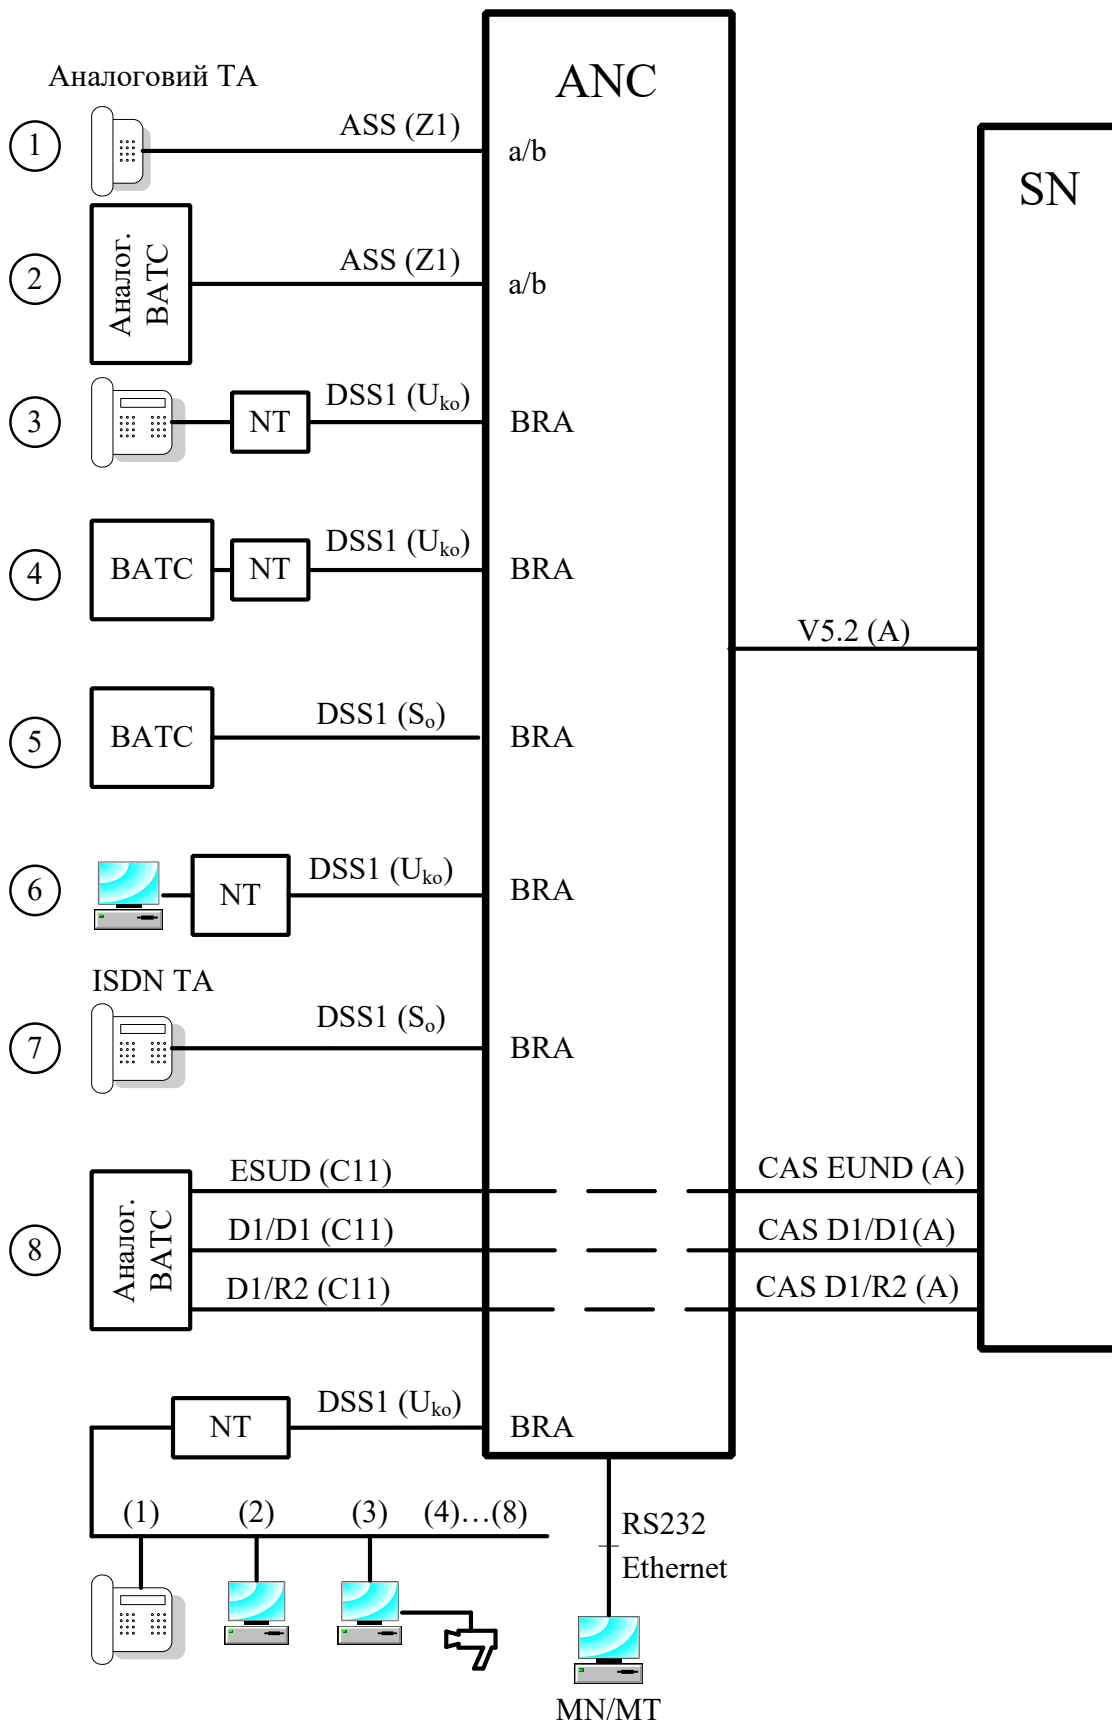 ANC
Аналоговий ТА
1
ASS (Z1)
a/b
SN
2
Аналог.
ВАТС
ASS (Z1)
a/b
3
NT
DSS1 (Uko)
BRA
4
ВАТС
NT
DSS1 (Uko)
BRA
V5.2 (A)
5
ВАТС
DSS1 (So)
BRA
6
NT
DSS1 (Uko)
BRA
ISDN TA
7
DSS1 (So)
BRA
8
Аналог.
ВАТС
ESUD (C11)
CAS EUND (A)
D1/D1 (C11)
CAS D1/D1(A)
D1/R2 (C11)
CAS D1/R2 (A)
NT
DSS1 (Uko)
BRA
(1)
(2)
(3)
(4)…(8)
RS232
Ethernet
MN/MT